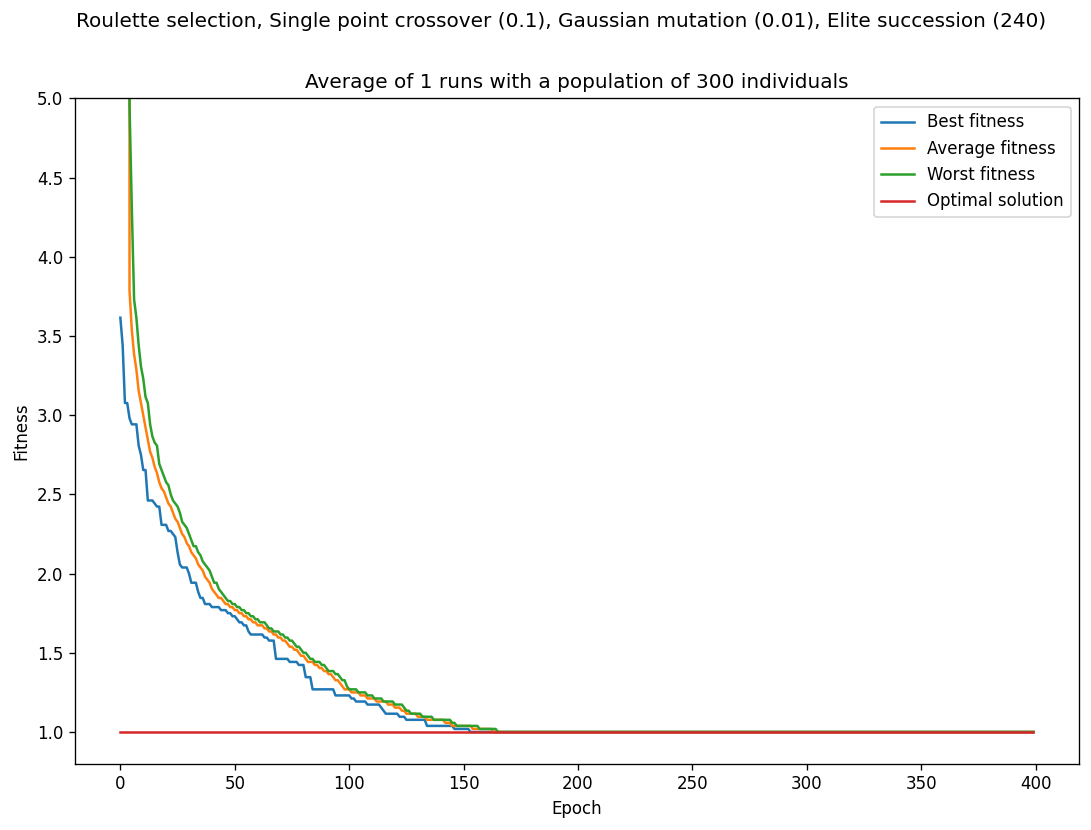 Roulette selection, Single point crossover (0.1), Gaussian mutation (0.01), Elite succession (240)
Average of 1 runs with a population of 300 individuals
5.0
4.5
4.0
3.5
3.0
2.5
2.0
1.5
1.0
Fitness
Best fitness
Average fitness
Worst fitness
Optimal solution
0 50 100 150 200 250 300 350 400
Epoch